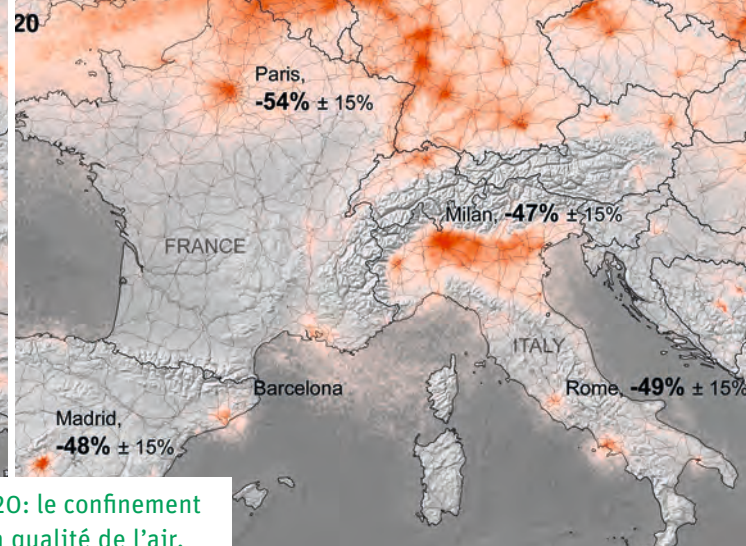 20
Paris,
-54% ± 15%
Milan, -47% ± 15%
FRANCE
ITALY
Barcelona
Rome, -49% ± 15%
Madrid,
-48% ± 15%
20: le confinement
qualité de l'air.